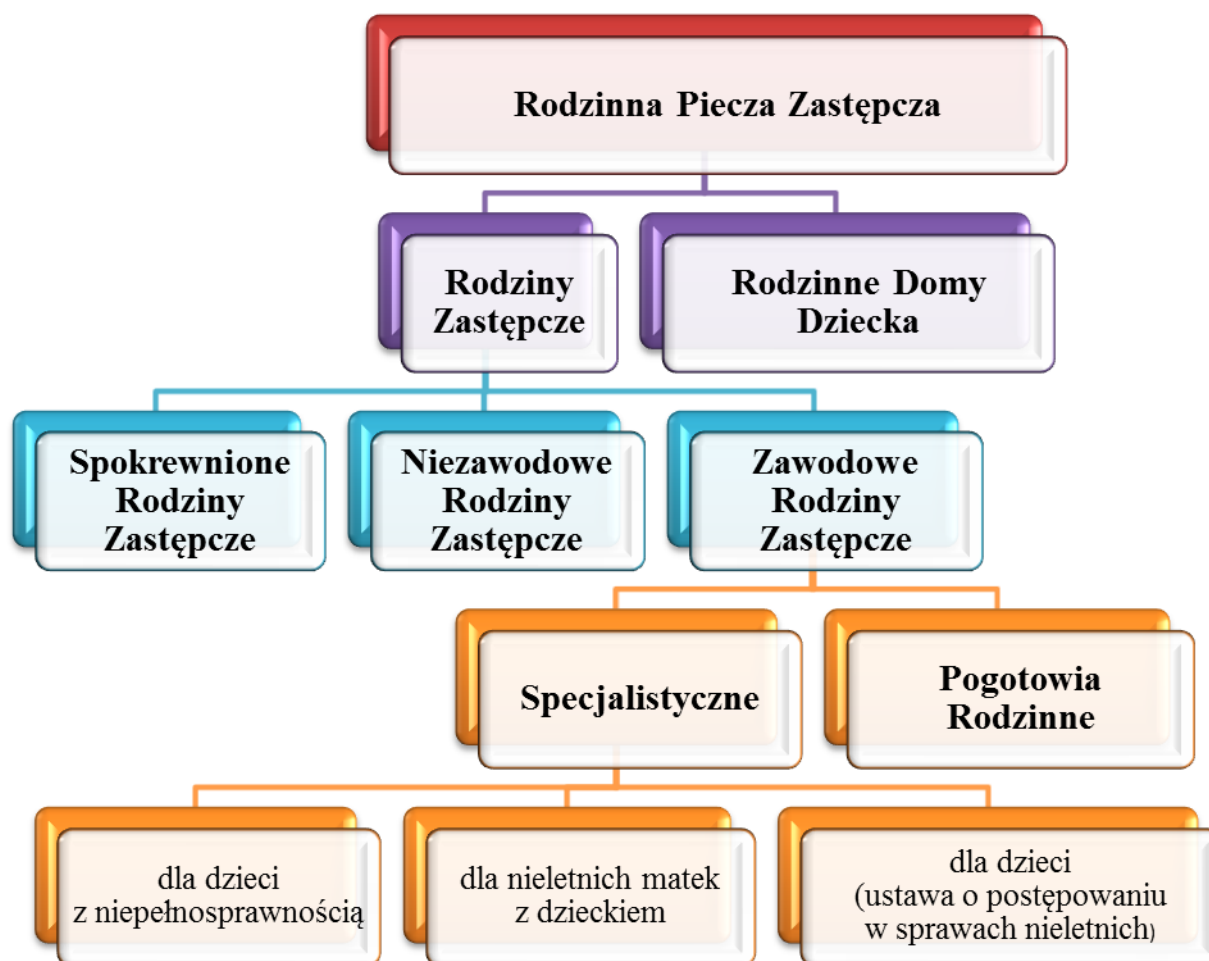 Rodzinna Piecza Zastępcza
Rodziny
Zastępcze
Rodzinne Domy
Dziecka
Spokrewnione
Rodziny
Zastępcze
Niezawodowe
Rodziny
Zastępcze
Zawodowe
Rodziny
Zastępcze
Specjalistyczne
Pogotowia
Rodzinne
dla dzieci
z niepełnosprawnością
dla nieletnich matek
z dzieckiem
dla dzieci
(ustawa o postępowaniu
w sprawach nieletnich)